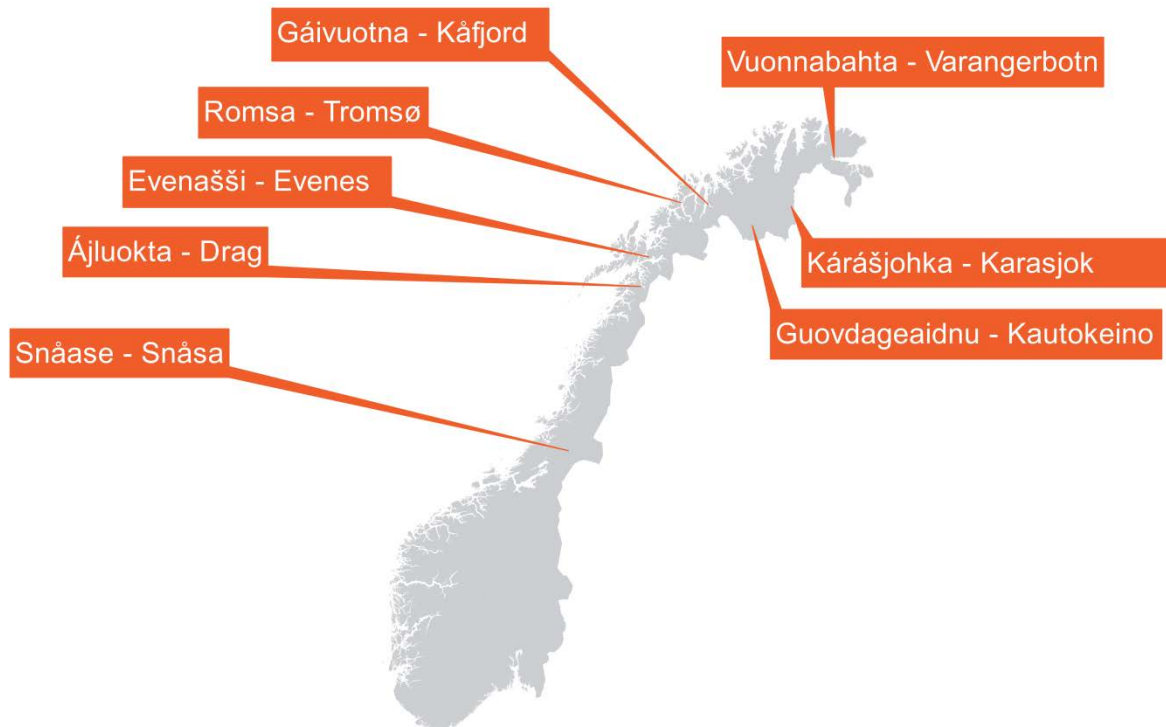 Gáivuotna - Kåfjord
Vuonnabahta - Varangerbotn
Romsa - Tromsø
Evenašši - Evenes
Ájluokta - Drag
Kárášjohka - Karasjok
Guovdageaidnu - Kautokeino
Snåase - Snåsa